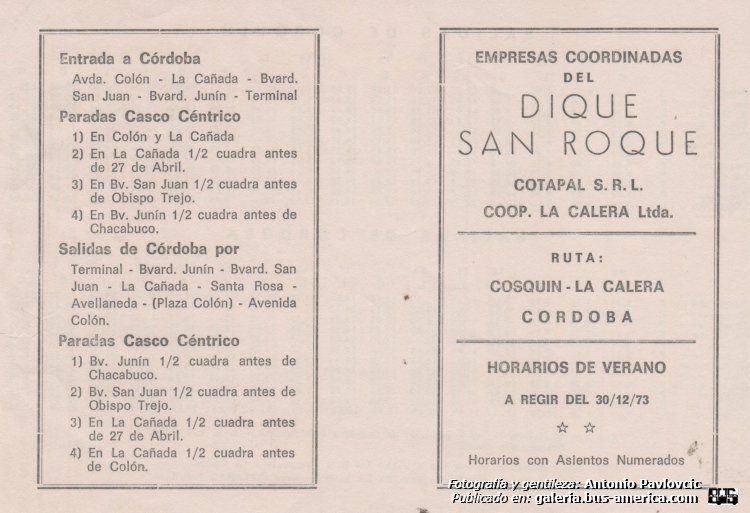 Entrada a Córdoba
Avda. Colón - La Cañada - Bvard.
San Juan - Bvard. Junín - Terminal
Paradas Casco Céntrico
1) En Colón y La Cañada
2) En La Cañada 1/2 cuadra antes
de 27 de Abril.
3) En Bv. San Juan 1/2 cuadra antes
de Obispo Trejo.
4) En Bv. Junín 1/2 cuadra antes de
Chacabuco.
Salidas de Córdoba por
Terminal - Bvard. Junín - Bvard. San
Juan - La Cañada - Santa Rosa -
Avellaneda - (Plaza Colón) - Avenida
Colón.
Paradas Casco Céntrico
1) Bv. Junín 1/2 cuadra antes de
Chacabuco.
2) Bv. San Juan 1/2 cuadra antes de
Obispo Trejo.
3) En La Cañada 1/2 cuadra antes
de 27 de Abril.
4) En La Cañada 1/2 cuadra antes
de Colón.
EMPRESAS COORDINADAS
DEL
DIQUE
SAN ROQUE
COTAPAL S.R.L.
COOP. LA CALERA Ltda.
RUTA:
COSQUIN - LA CALERA
CORDOBA
HORARIOS DE VERANO
A REGIR DEL 30/12/73
☆ ☆
Horarios con Asientos Numerados
Fotografía y gentileza: Antonio Pavlovcic
Publicado en: galeria.bus-america.com